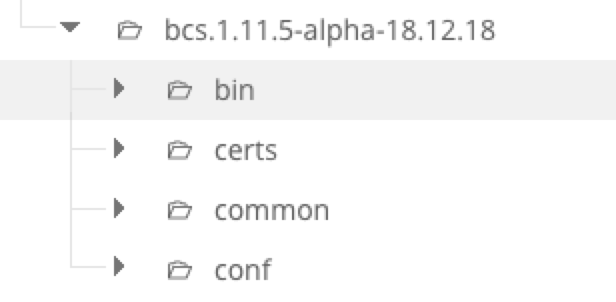 bcs.1.11.5-alpha-18.12.18
bin
certs
common
conf